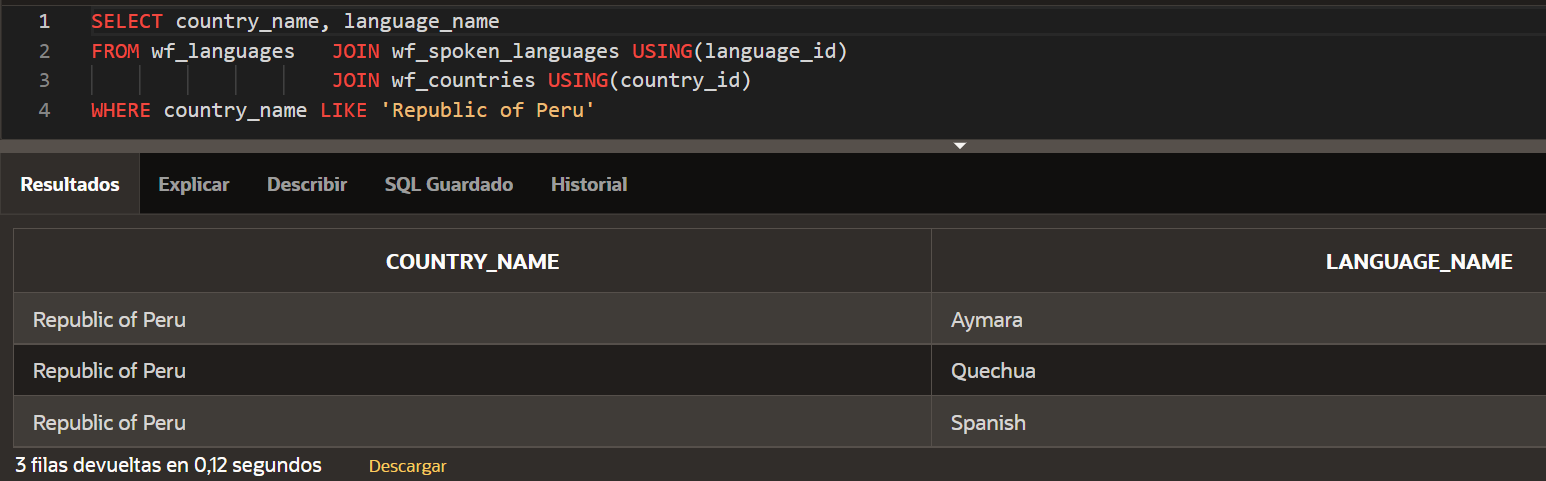 1 SELECT country_name, language_name
2 FROM wf_languages JOIN wf_spoken_languages USING(language_id)
3 JOIN wf_countries USING(country_id)
4 WHERE country_name LIKE 'Republic of Peru'
Resultados Explicar Describir SQL Guardado Historial
COUNTRY_NAME LANGUAGE_NAME
Republic of Peru Aymara
Republic of Peru Quechua
Republic of Peru Spanish
3 filas devueltas en 0,12 segundos Descargar